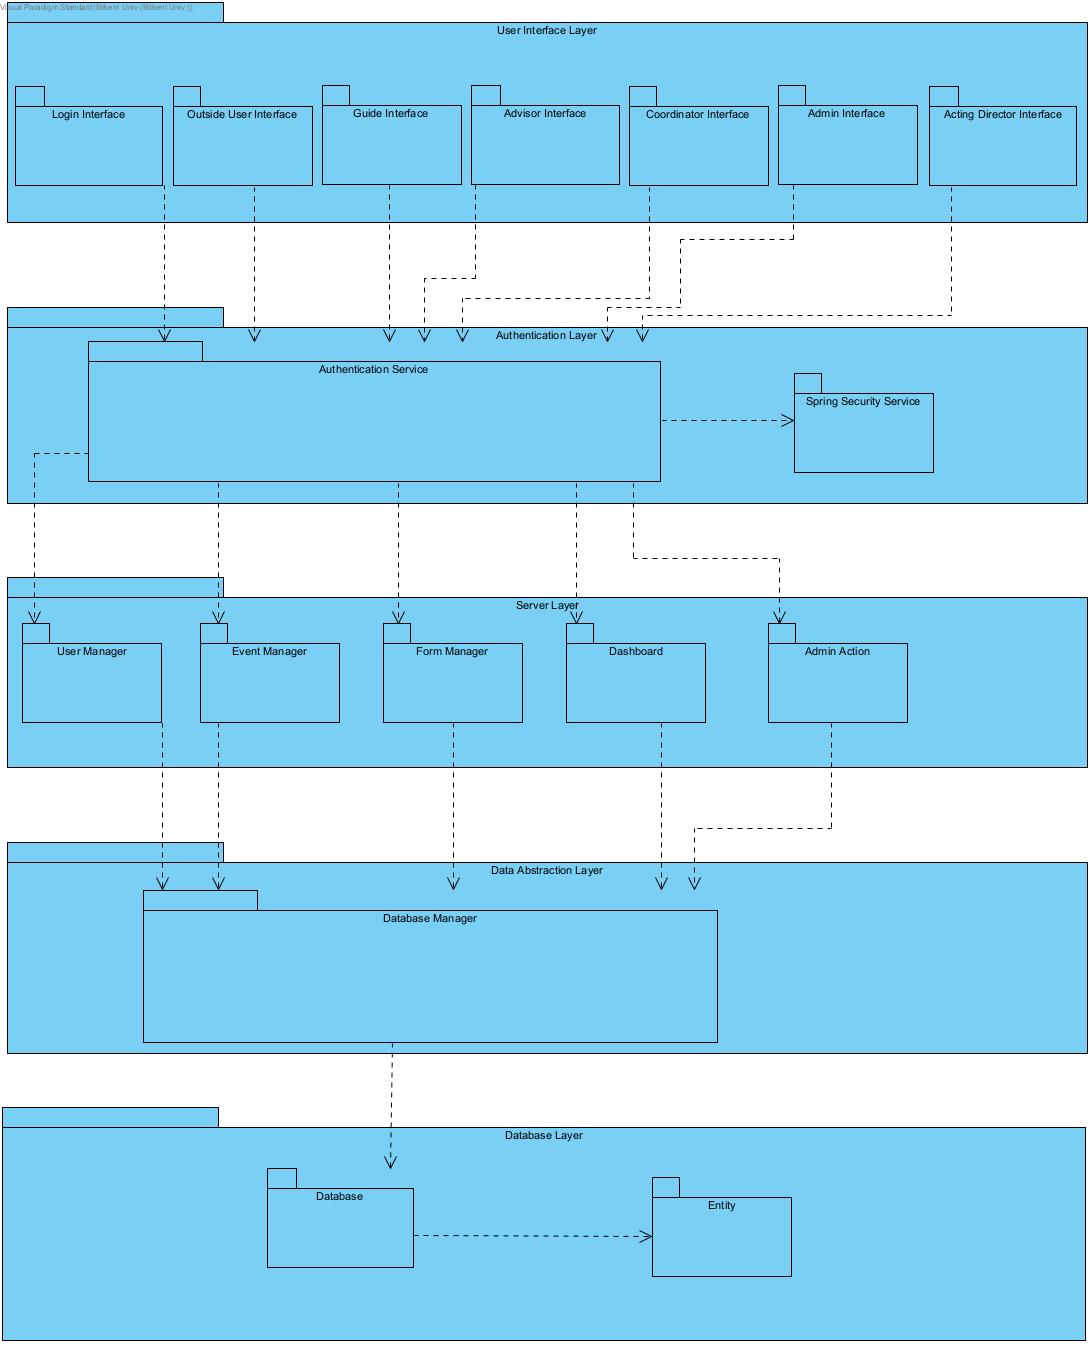 Visual Paradigm Standard(Bilkent Univ.(Bilkent Univ.))
User Interface Layer
Login Interface
Outside User Interface
Guide Interface
Advisor Interface
Coordinator Interface
Admin Interface
Acting Director Interface
Authentication Layer
Authentication Service
Spring Security Service
Server Layer
User Manager
Event Manager
Form Manager
Dashboard
Admin Action
Data Abstraction Layer
Database Manager
Database Layer
Database
Entity